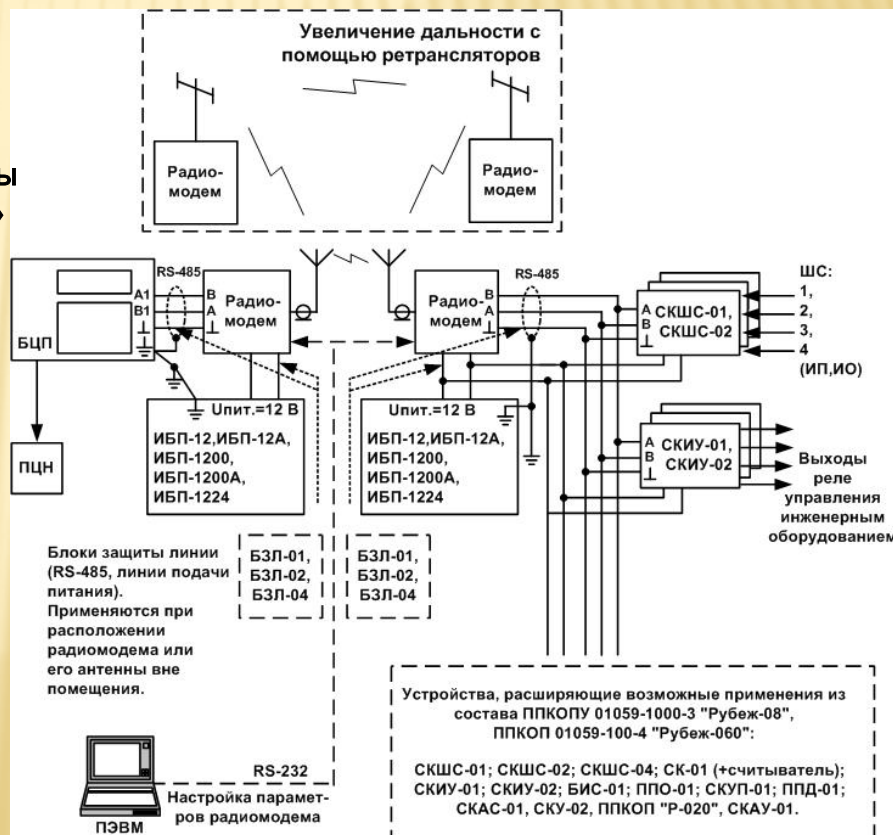 Увеличение дальности с
помощью ретрансляторов
Радио-
модем
Радио-
модем
ы
»
БЦП
A1
B1
RS-485
B
A
Радио-
модем
Радио-
модем
B
A
RS-485
A
B
СКШС-01,
СКШС-02
ШС:
1,
2,
3,
4
(ИП,ИО)
ПЦН
Uпит.=12 В
ИБП-12,ИБП-12А,
ИБП-1200,
ИБП-1200А,
ИБП-1224
Uпит.=12 В
ИБП-12,ИБП-12А,
ИБП-1200,
ИБП-1200А,
ИБП-1224
A
B
СКИУ-01,
СКИУ-02
Выходы
реле
управления
инженерным
оборудованием
Блоки защиты линии
(RS-485, линии подачи
питания).
Применяются при
расположении
радиомодема или
его антенны вне
помещения.
БЗЛ-01,
БЗЛ-02,
БЗЛ-04
БЗЛ-01,
БЗЛ-02,
БЗЛ-04
ПЭВМ
RS-232
Настройка парамет-
ров радиомодема
Устройства, расширяющие возможные применения из
состава ППКОПУ 01059-1000-3 "Рубеж-08",
ППКОП 01059-100-4 "Рубеж-060":
СКШС-01; СКШС-02; СКШС-04; СК-01 (+считыватель);
СКИУ-01; СКИУ-02; БИС-01; ППО-01; СКУП-01; ППД-01;
СКАС-01, СКУ-02, ППКОП "Р-020", СКАУ-01.